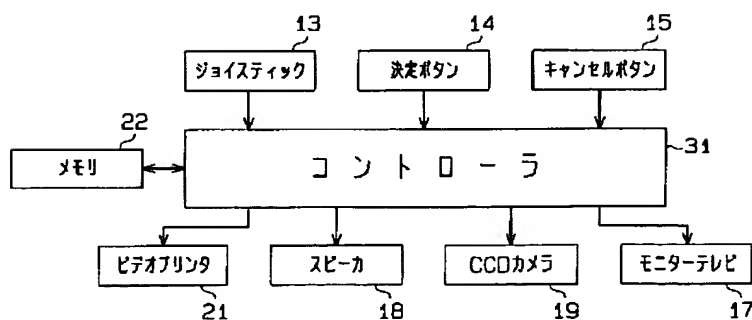 13
14
15
ジョイスティック
決定ボタン
キャンセルボタン
22
31
メモリ
コントローラ
ビデオプリンタ
スピーカ
CCDカメラ
モニターテレビ
21
18
19
17